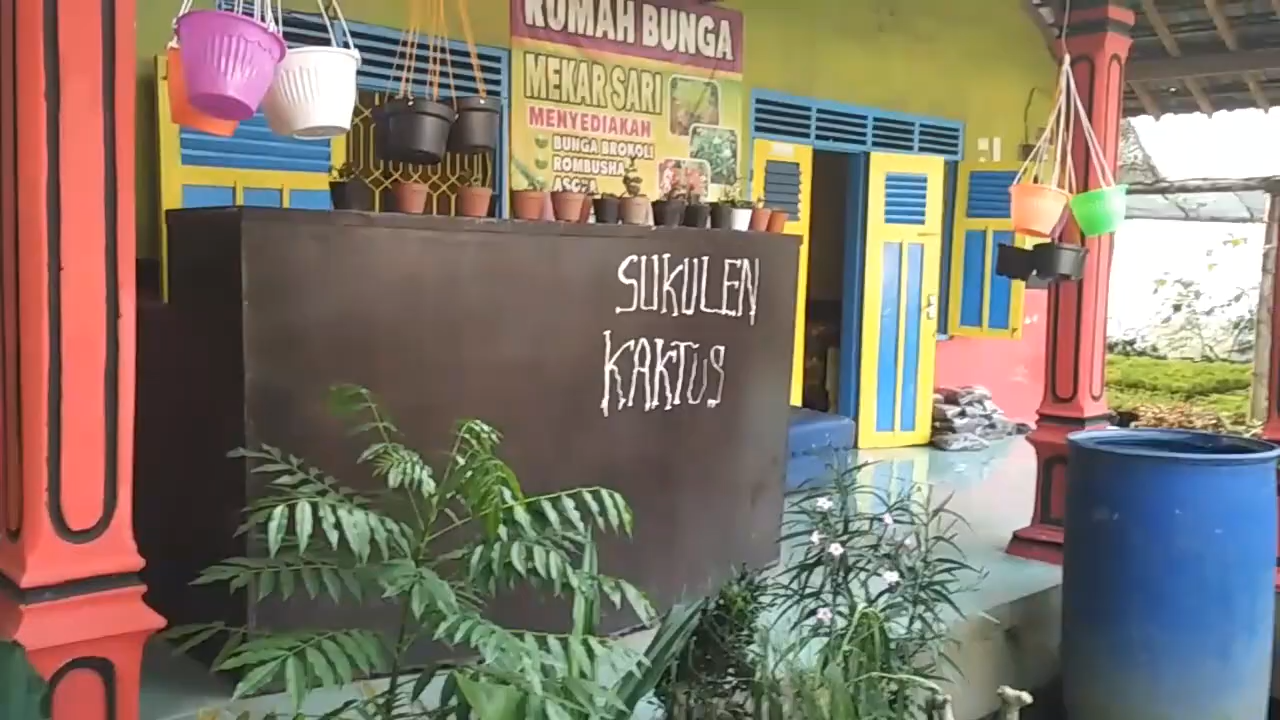 RUMAH BUNGA
MEKAR SARI
MENYEDIAKAN
BUNGA BROKOLI
ROMBUSHA
SUKULEN
KAKTUS